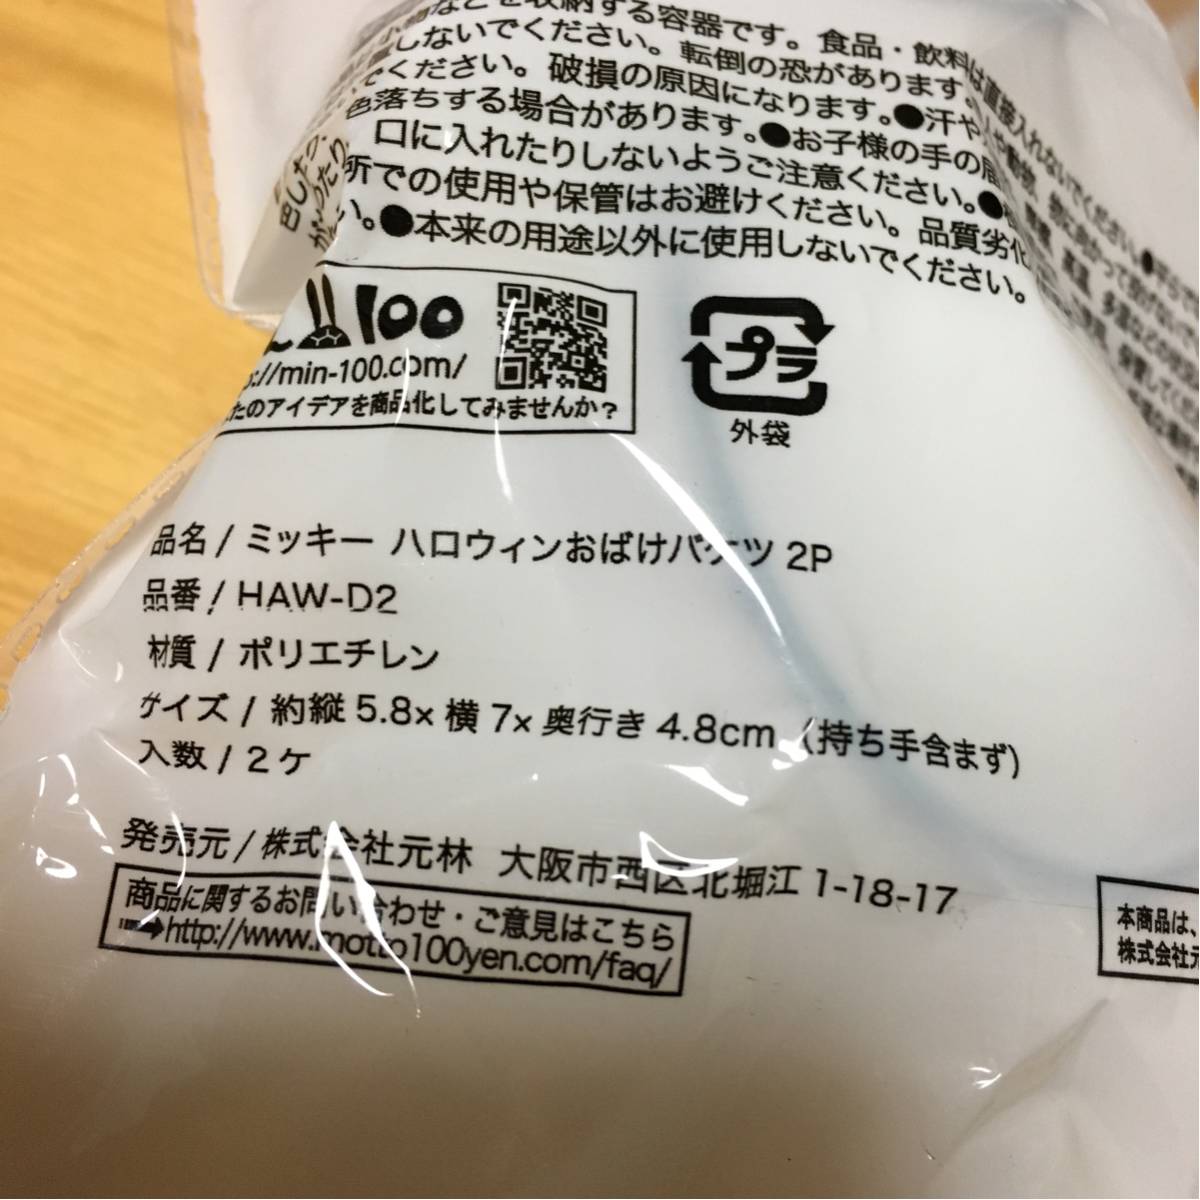 などを収納する容器です。食品・飲料は直接入れないでください。
しないでください。転倒の恐があります。
でください。破損の原因になります。●汗や
色落ちする場合があります。●お子様の手の届
口に入れたりしないようご注意ください。
所での使用や保管はお避けください。品質劣化
い。●本来の用途以外に使用しないでください。
100
://min-100.com/
たのアイデアを商品化してみませんか?
プラ
外袋
品名/ミッキー ハロウィンおばけバケツ 2P
品番/HAW-D2
材質/ポリエチレン
サイズ/約縦5.8×横7×奥行き4.8cm(持ち手含まず)
入数/2ケ
発売元/株式会社元林 大阪市西区北堀江1-18-17
商品に関するお問い合わせ・ご意見はこちら
http://www.motto100yen.com/faq/
本商品は、
株式会社元